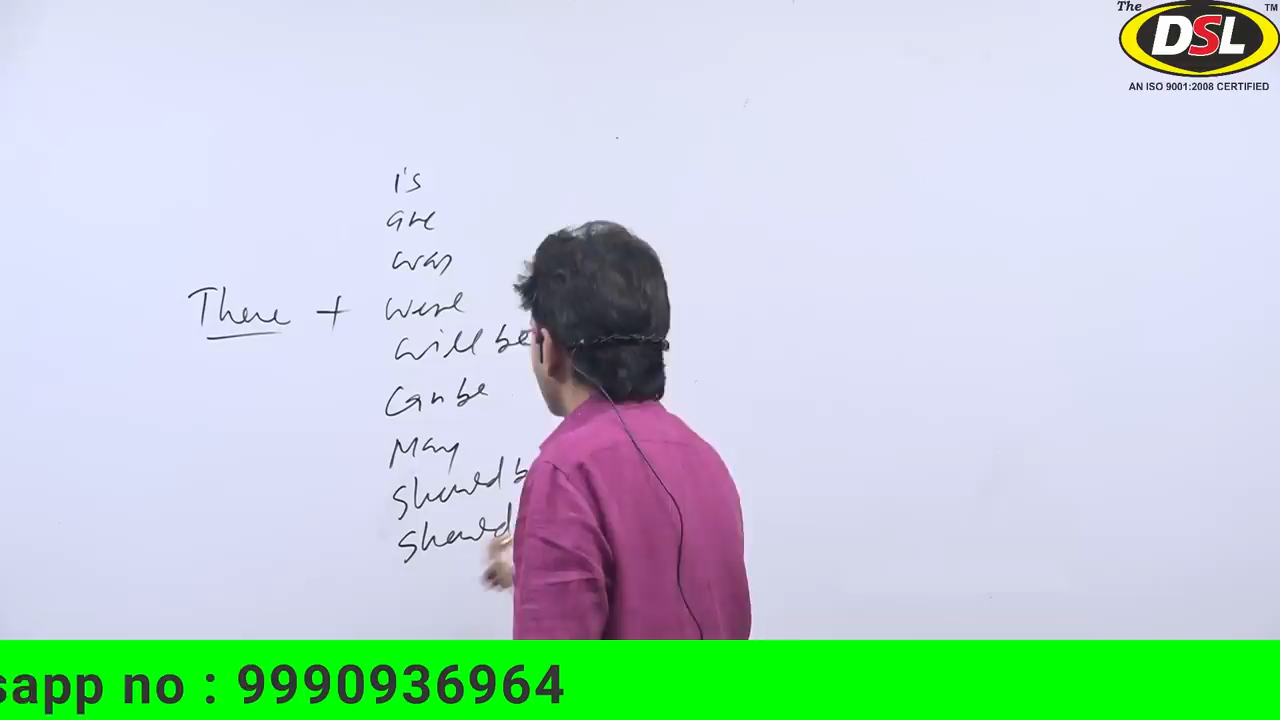 The
TM
DSL
AN ISO 9001:2008 CERTIFIED
is
are
was
There + were
will be
Can be
May
Should b
Should
sapp no : 9990936964